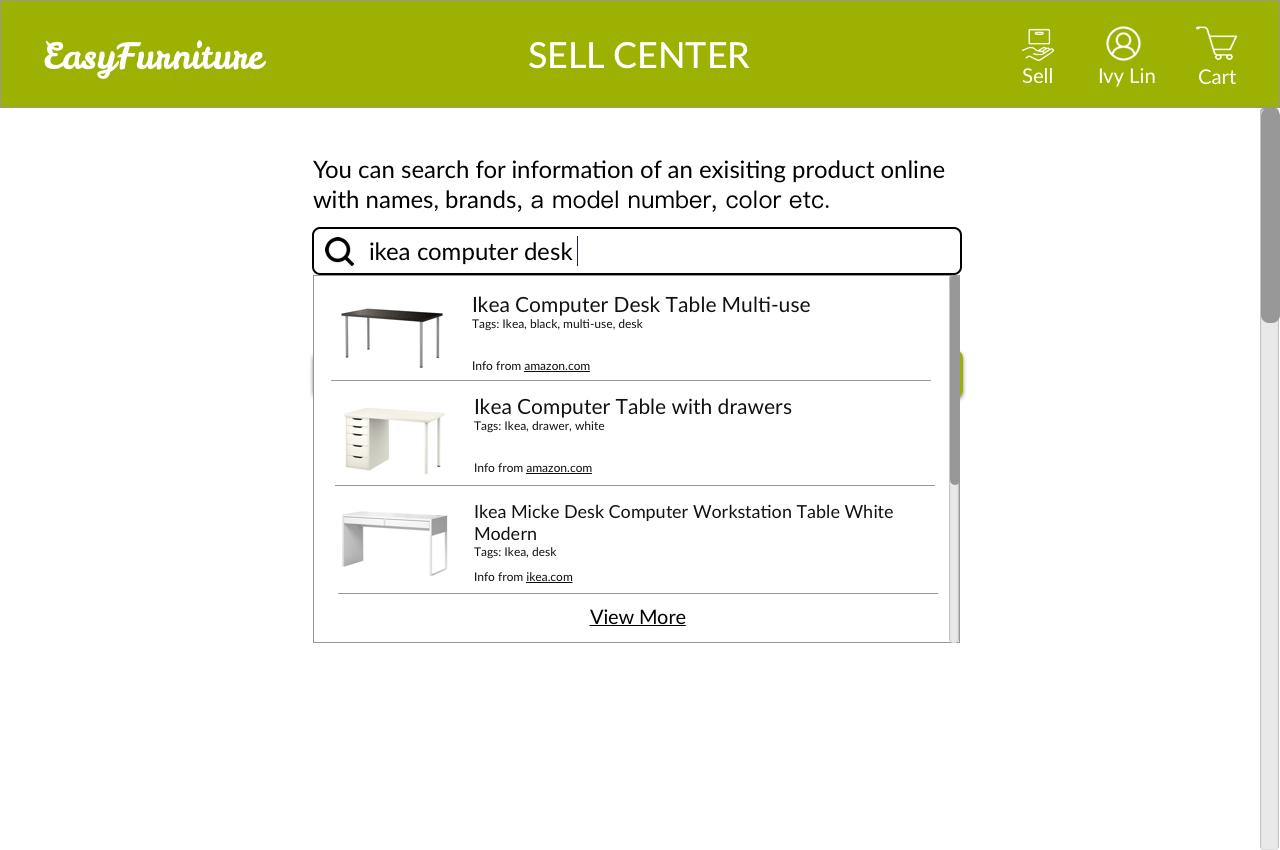 EasyFurniture
SELL CENTER
Sell
Ivy Lin
Cart
You can search for information of an exisiting product online
with names, brands, a model number, color etc.
ikea computer desk
Ikea Computer Desk Table Multi-use
Tags: Ikea, black, multi-use, desk
Info from amazon.com
Ikea Computer Table with drawers
Tags: Ikea, drawer, white
Info from amazon.com
Ikea Micke Desk Computer Workstation Table White
Modern
Tags: Ikea, desk
Info from ikea.com
View More